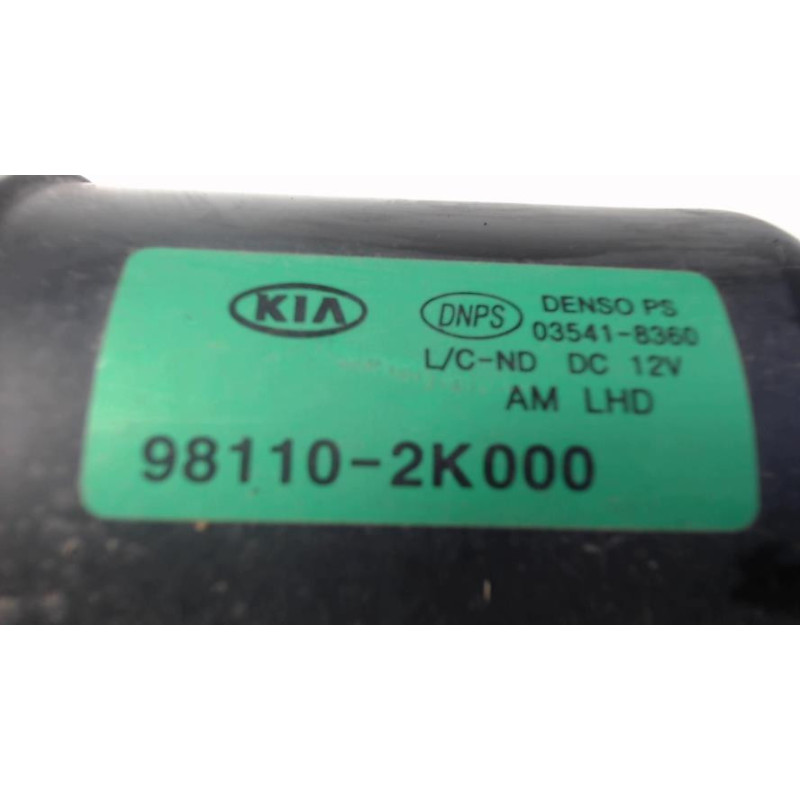 KIA DNPS DENSO PS
03541-8360
L/C-ND DC 12V
AM LHD
98110-2K000